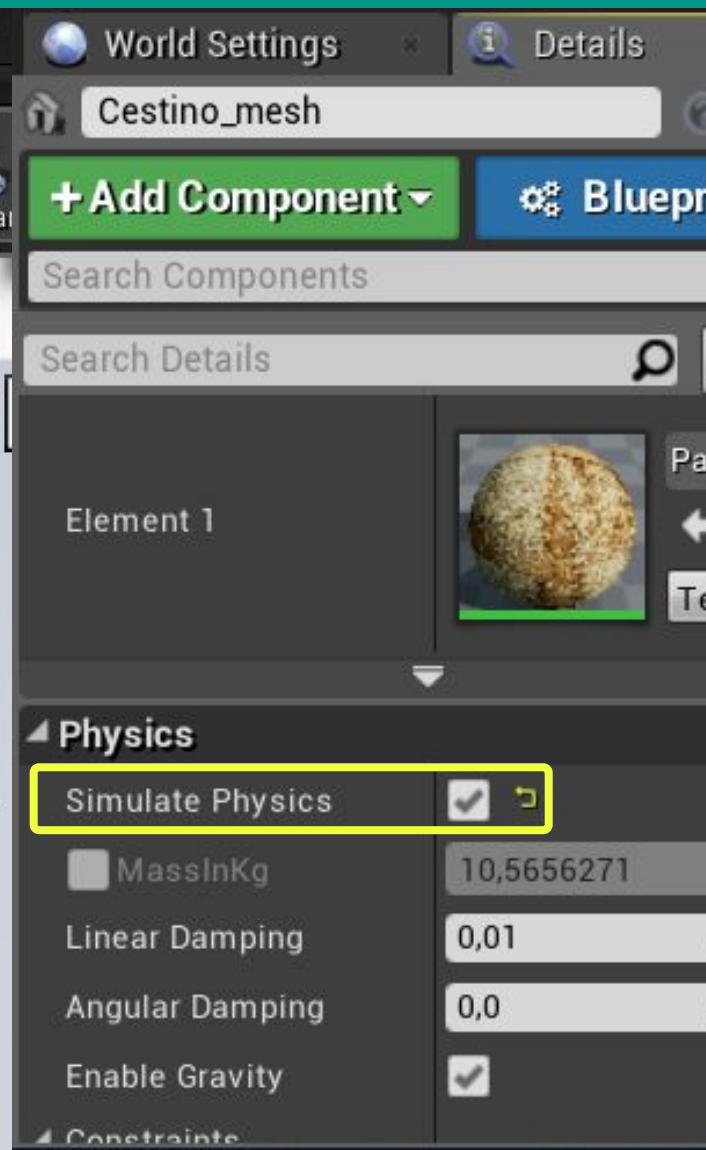 World Settings
Details
Cestino_mesh
+Add Component
Search Components
Search Details
Element 1
Physics
Simulate Physics
MassInKg
10,5656271
Linear Damping
0,01
Angular Damping
0,0
Enable Gravity
Constraints